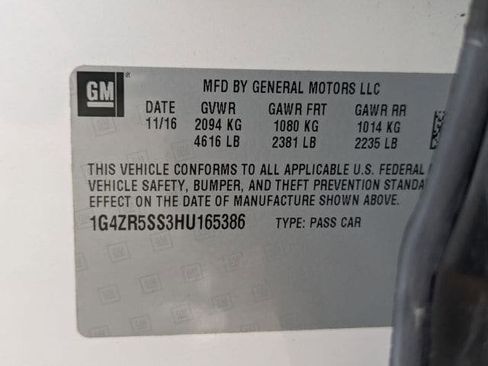 GM
MFD BY GENERAL MOTORS LLC
DATE GVWR GAWR FRT GAWR RR
11/16 2094 KG 1080 KG 1014 KG
4616 LB 2381 LB 2235 LB
THIS VEHICLE CONFORMS TO ALL APPLICABLE U.S. FEDERAL
VEHICLE SAFETY, BUMPER, AND THEFT PREVENTION STANDA
EFFECT ON THE DATE OF MANUFACTURE SHOWN ABOVE.
1G4ZR5SS3HU165386 TYPE: PASS CAR